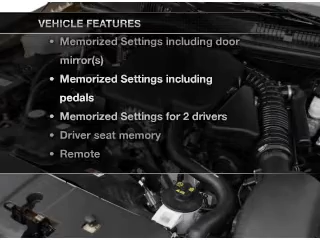 VEHICLE FEATURES
• Memorized Settings including door
mirror(s)
• Memorized Settings including
pedals
• Memorized Settings for 2 drivers
• Driver seat memory
• Remote